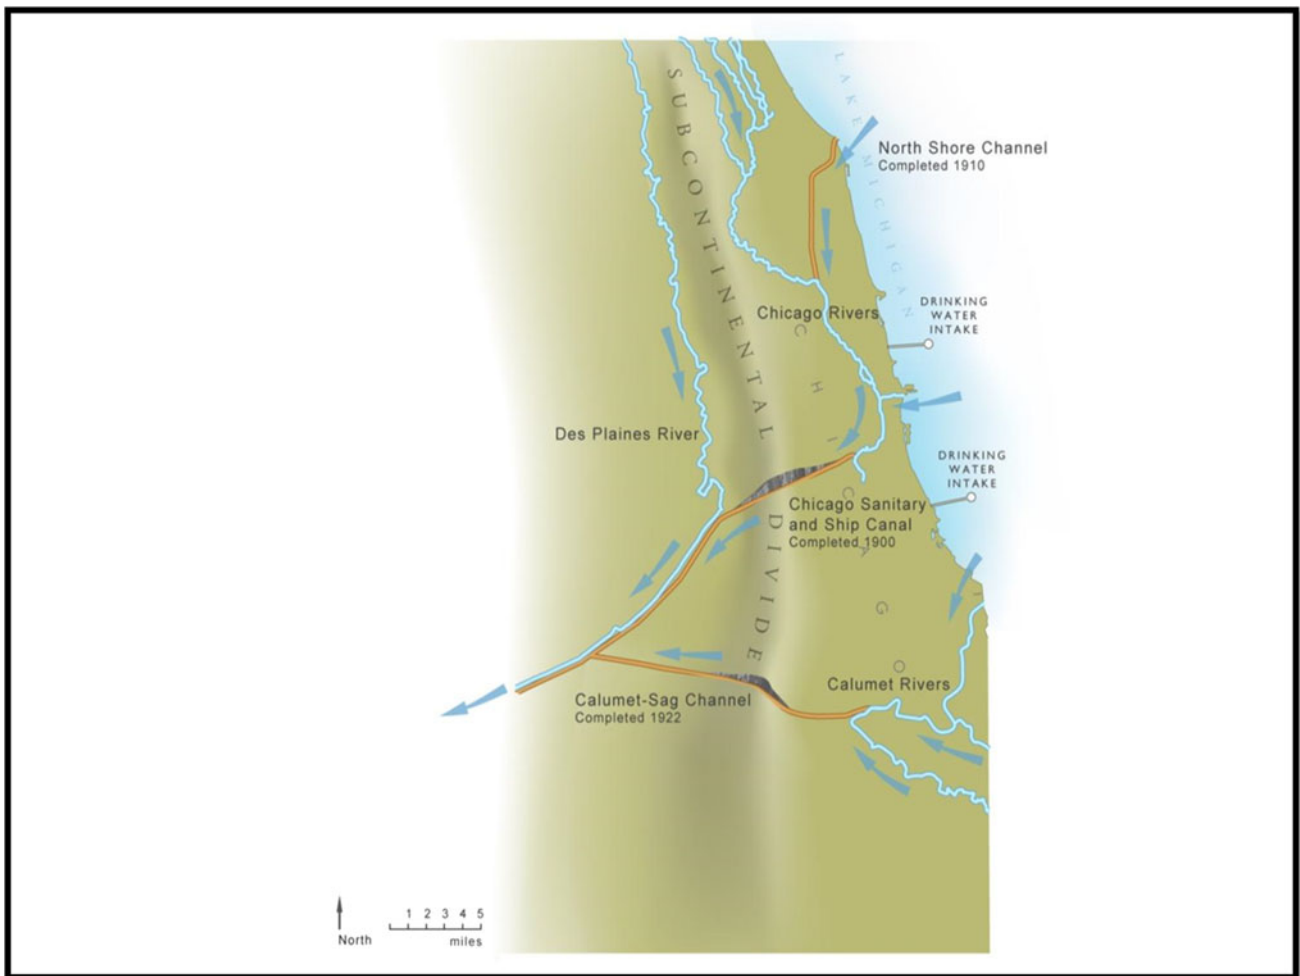 SUBCONTINENTAL DIVIDE
LAKE MICHIGAN
North Shore Channel
Completed 1910
DRINKING
WATER
INTAKE
Chicago Rivers
CHICAGO
Des Plaines River
DRINKING
WATER
INTAKE
Chicago Sanitary
and Ship Canal
Completed 1900
Calumet Rivers
Calumet-Sag Channel
Completed 1922
1 2 3 4 5
North
miles